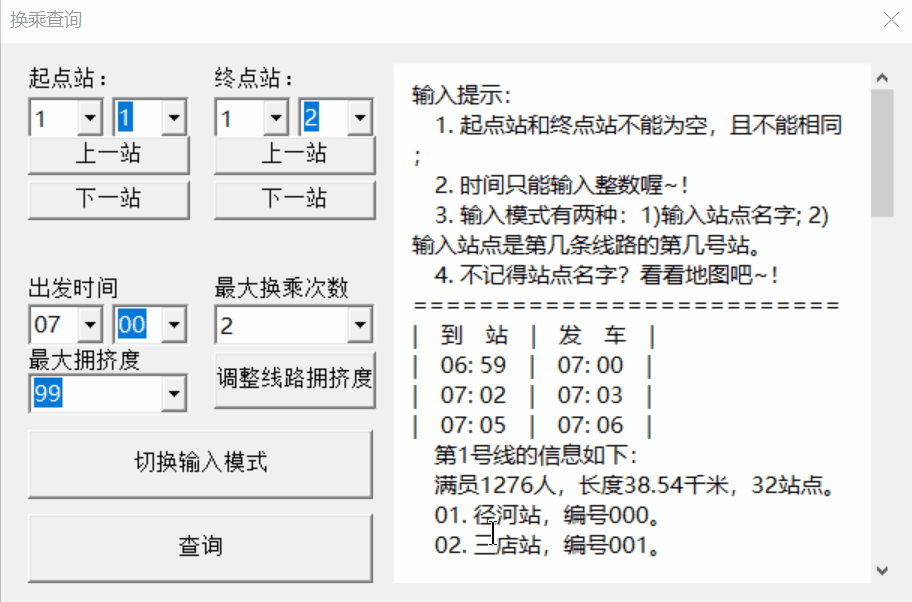 换乘查询
起点站：
终点站：
1
1
1
2
上一站
上一站
下一站
下一站
出发时间
最大换乘次数
07
00
2
最大拥挤度
调整线路拥挤度
99
切换输入模式
查询
输入提示：
1. 起点站和终点站不能为空，且不能相同
；
2. 时间只能输入整数喔~！
3. 输入模式有两种：1)输入站点名字; 2)
输入站点是第几条线路的第几号站。
4. 不记得站点名字？看看地图吧~！
==========================
| 到 站 | 发 车 |
| 06: 59 | 07: 00 |
| 07: 02 | 07: 03 |
| 07: 05 | 07: 06 |
第1号线的信息如下：
满员1276人，长度38.54千米，32站点。
01. 径河站，编号000。
02. 三店站，编号001。